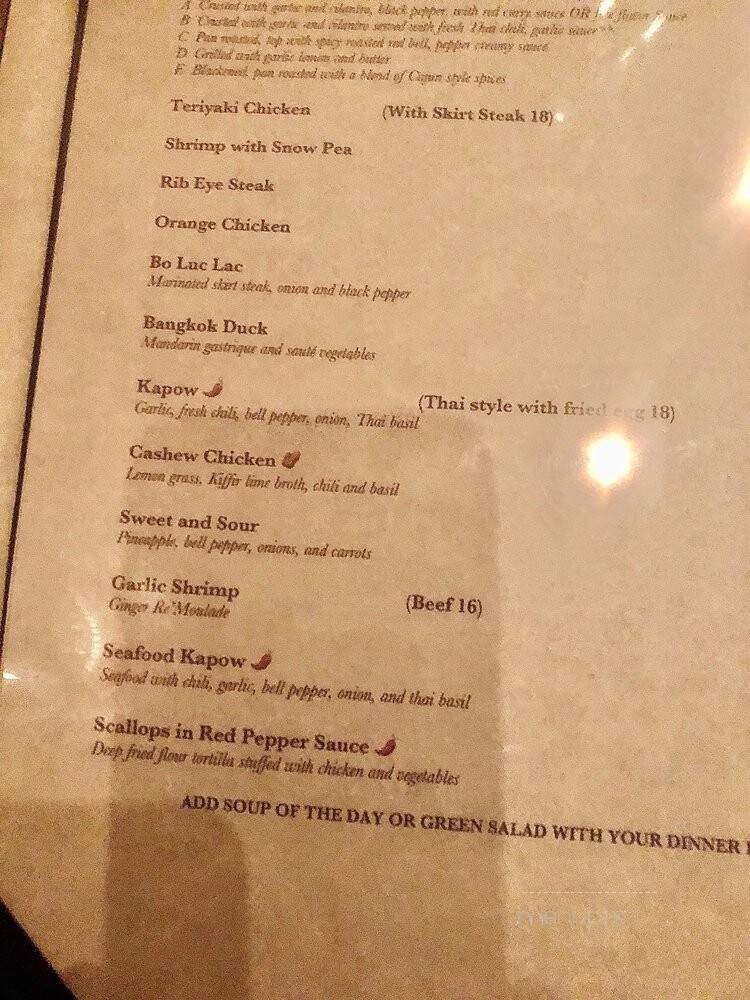 A Crusted with garlic and cilantro, black pepper, with red curry sauce OR flavor Sauce
B Crusted with garlic and cilantro served with fresh Thai chili, garlic sauce**
C Pan roasted, top with spicy roasted red bell, pepper creamy sauce
D Grilled with garlic lemon and butter
E Blackened, pan roasted with a blend of Cajun style spices
Teriyaki Chicken (With Skirt Steak 18)
Shrimp with Snow Pea
Rib Eye Steak
Orange Chicken
Bo Luc Lac
Marinated skirt steak, onion and black pepper
Bangkok Duck
Mandarin gastrique and sauté vegetables
Kapow (Thai style with fried egg 18)
Garlic, fresh chili, bell pepper, onion, Thai basil
Cashew Chicken
Lemon grass, Kiffir lime broth, chili and basil
Sweet and Sour
Pineapple, bell pepper, onions, and carrots
Garlic Shrimp (Beef 16)
Ginger Re'Moulade
Seafood Kapow
Seafood with chili, garlic, bell pepper, onion, and thai basil
Scallops in Red Pepper Sauce
Deep fried flour tortilla stuffed with chicken and vegetables
ADD SOUP OF THE DAY OR GREEN SALAD WITH YOUR DINNER